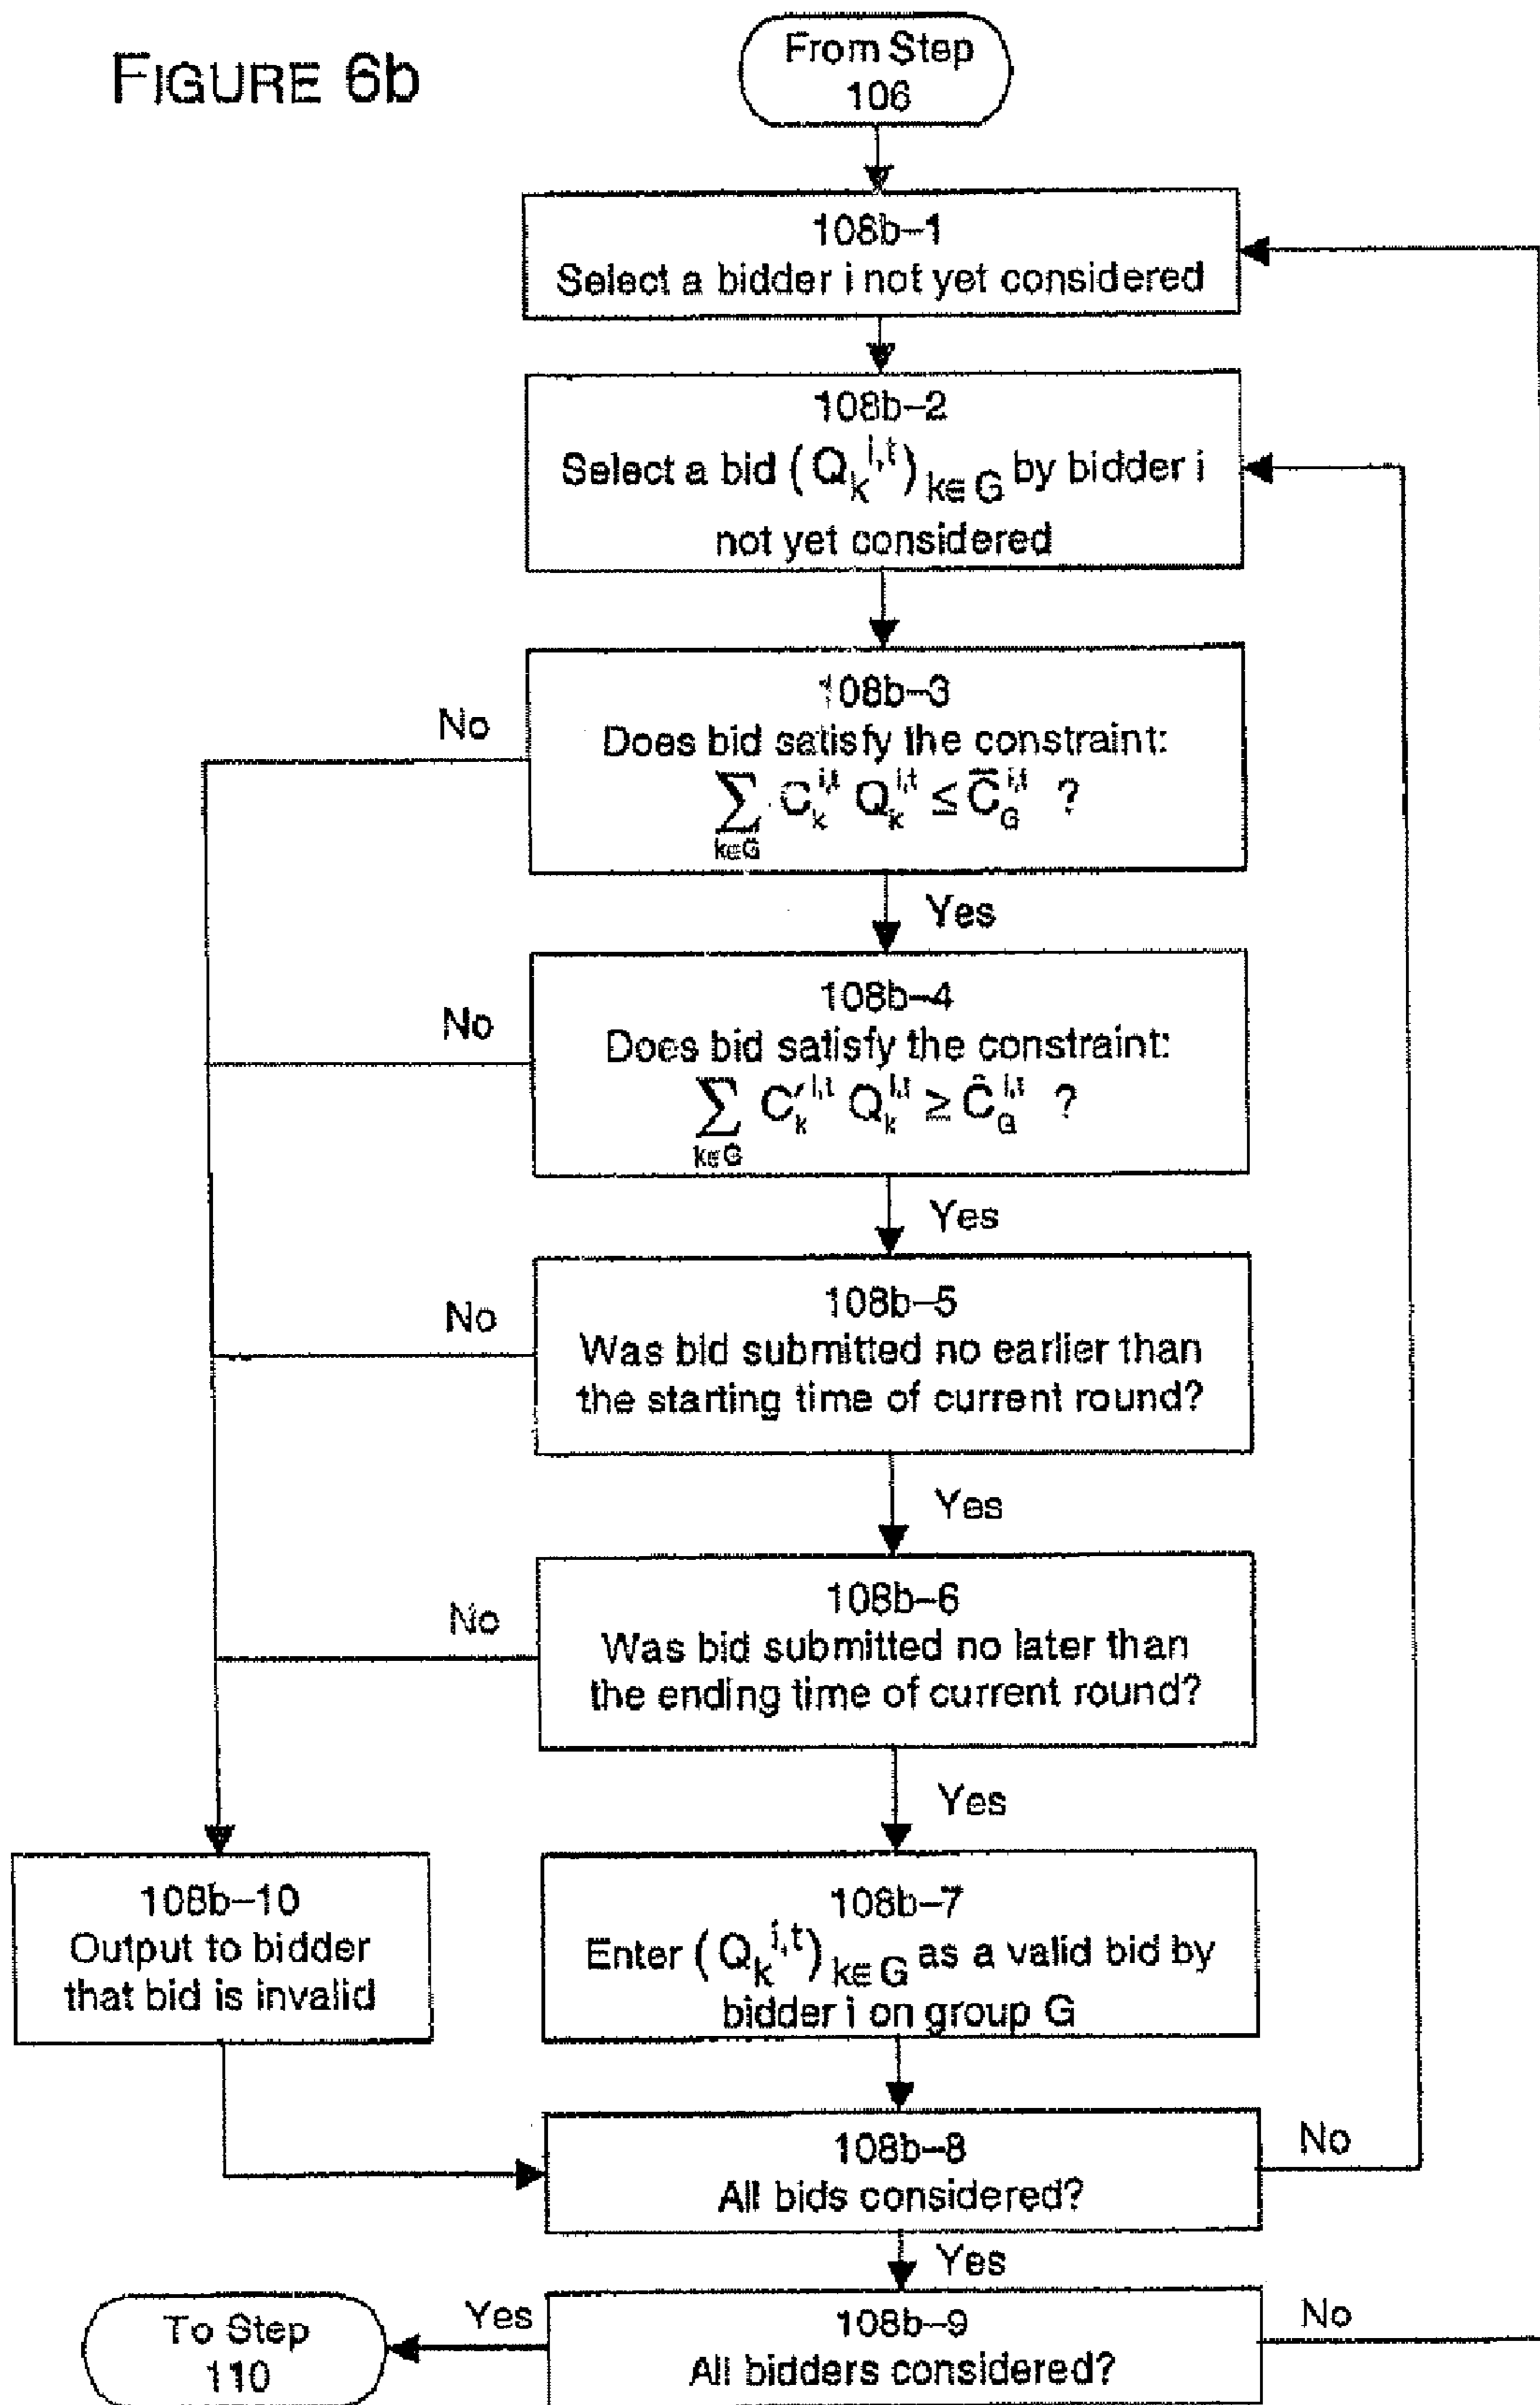 FIGURE 6b
From Step
106
108b–1
Select a bidder i not yet considered
108b–2
Select a bid (Q_k^{i,t})_{k∈G} by bidder i
not yet considered
108b–3
Does bid satisfy the constraint:
∑_{k∈G} C_k^{i,t} Q_k^{i,t} ≤ C̄_G^{i,t} ?
No
Yes
108b–4
Does bid satisfy the constraint:
∑_{k∈G} C′_k^{i,t} Q_k^{i,t} ≥ Ĉ_G^{i,t} ?
No
Yes
108b–5
Was bid submitted no earlier than
the starting time of current round?
No
Yes
108b–6
Was bid submitted no later than
the ending time of current round?
No
Yes
108b–10
Output to bidder
that bid is invalid
108b–7
Enter (Q_k^{i,t})_{k∈G} as a valid bid by
bidder i on group G
108b–8
All bids considered?
No
Yes
108b–9
All bidders considered?
No
Yes
To Step
110